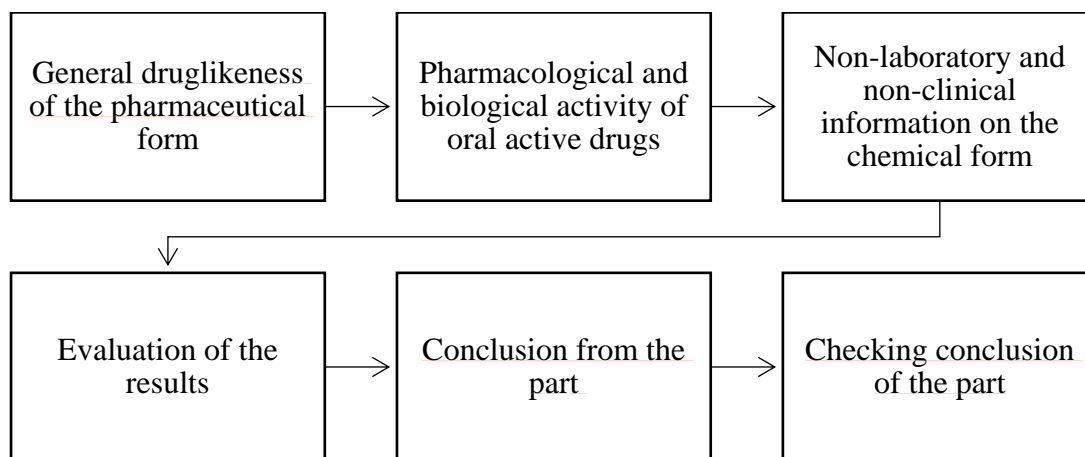 General druglikeness
of the pharmaceutical
form
Pharmacological and
biological activity of
oral active drugs
Non-laboratory and
non-clinical
information on the
chemical form
Evaluation of the
results
Conclusion from the
part
Checking conclusion
of the part